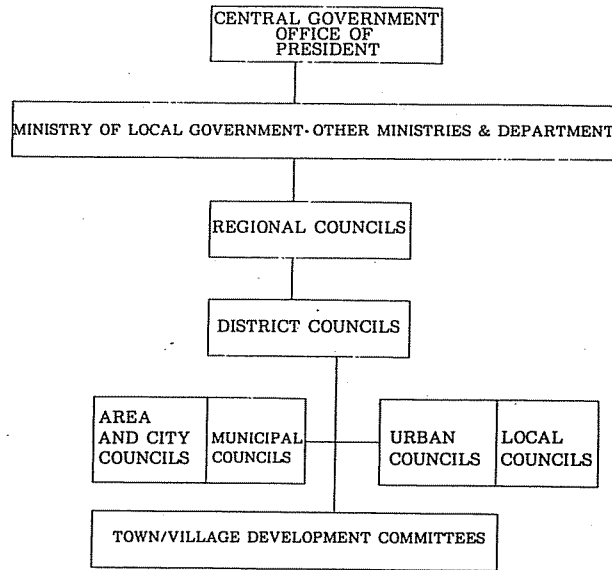 CENTRAL GOVERNMENT
OFFICE OF
PRESIDENT
MINISTRY OF LOCAL GOVERNMENT·OTHER MINISTRIES & DEPARTMENT
REGIONAL COUNCILS
DISTRICT COUNCILS
AREA
AND CITY
COUNCILS
MUNICIPAL
COUNCILS
URBAN
COUNCILS
LOCAL
COUNCILS
TOWN/VILLAGE DEVELOPMENT COMMITTEES